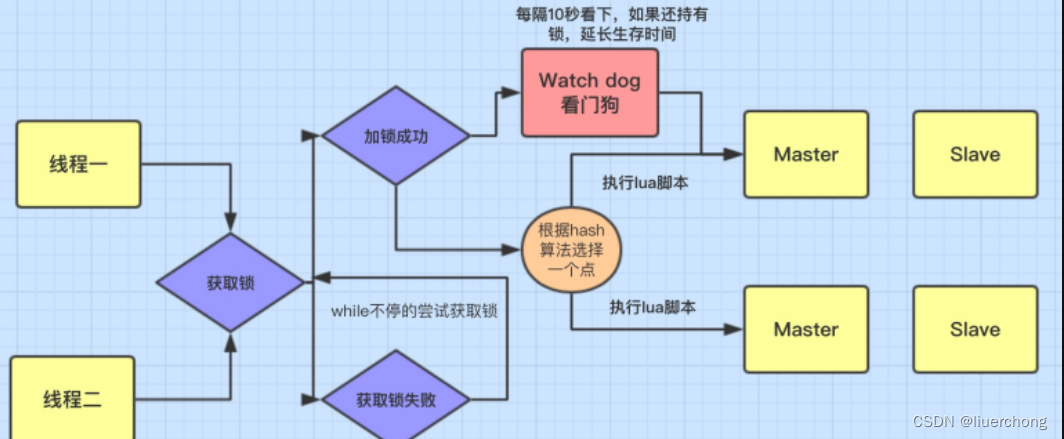 每隔10秒看下，如果还持有
锁，延长生存时间
Watch dog
看门狗
加锁成功
线程一
Master
Slave
执行lua脚本
根据hash
算法选择
一个点
获取锁
while不停的尝试获取锁
执行lua脚本
Master
Slave
线程二
获取锁失败
CSDN @liuerchong